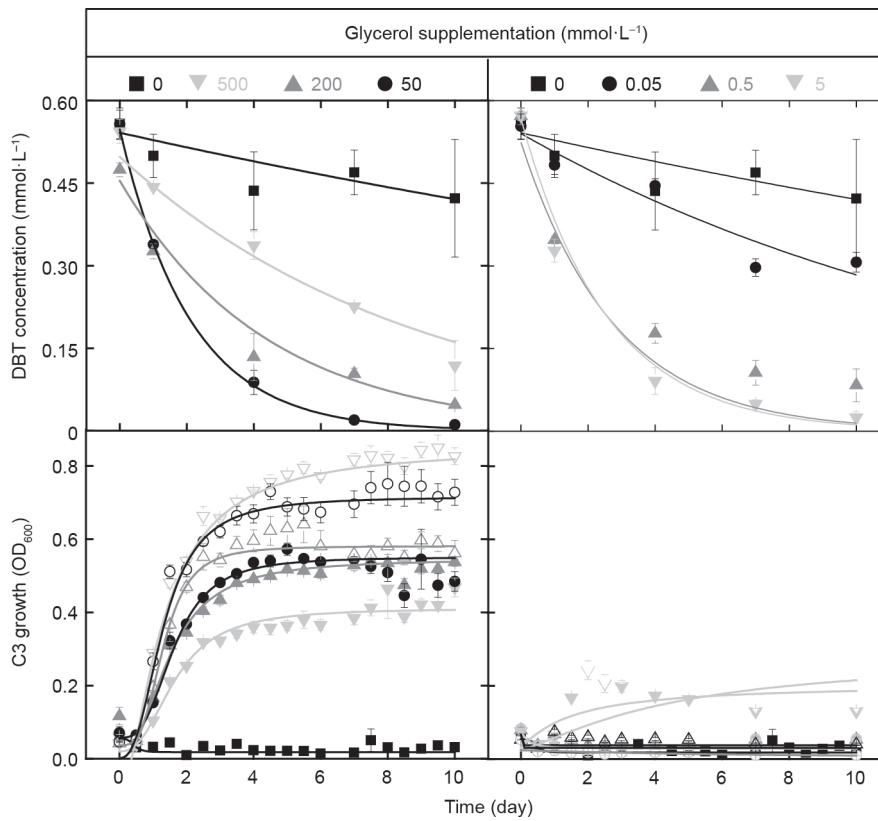 Glycerol supplementation (mmol·L⁻¹)
0 500 200 50
0 0.05 0.5 5
0.60
0.45
0.30
0.15
0
DBT concentration (mmol·L⁻¹)
0.8
0.6
0.4
0.2
0.0
C3 growth (OD₆₀₀)
0 2 4 6 8 10
0 2 4 6 8 10
Time (day)